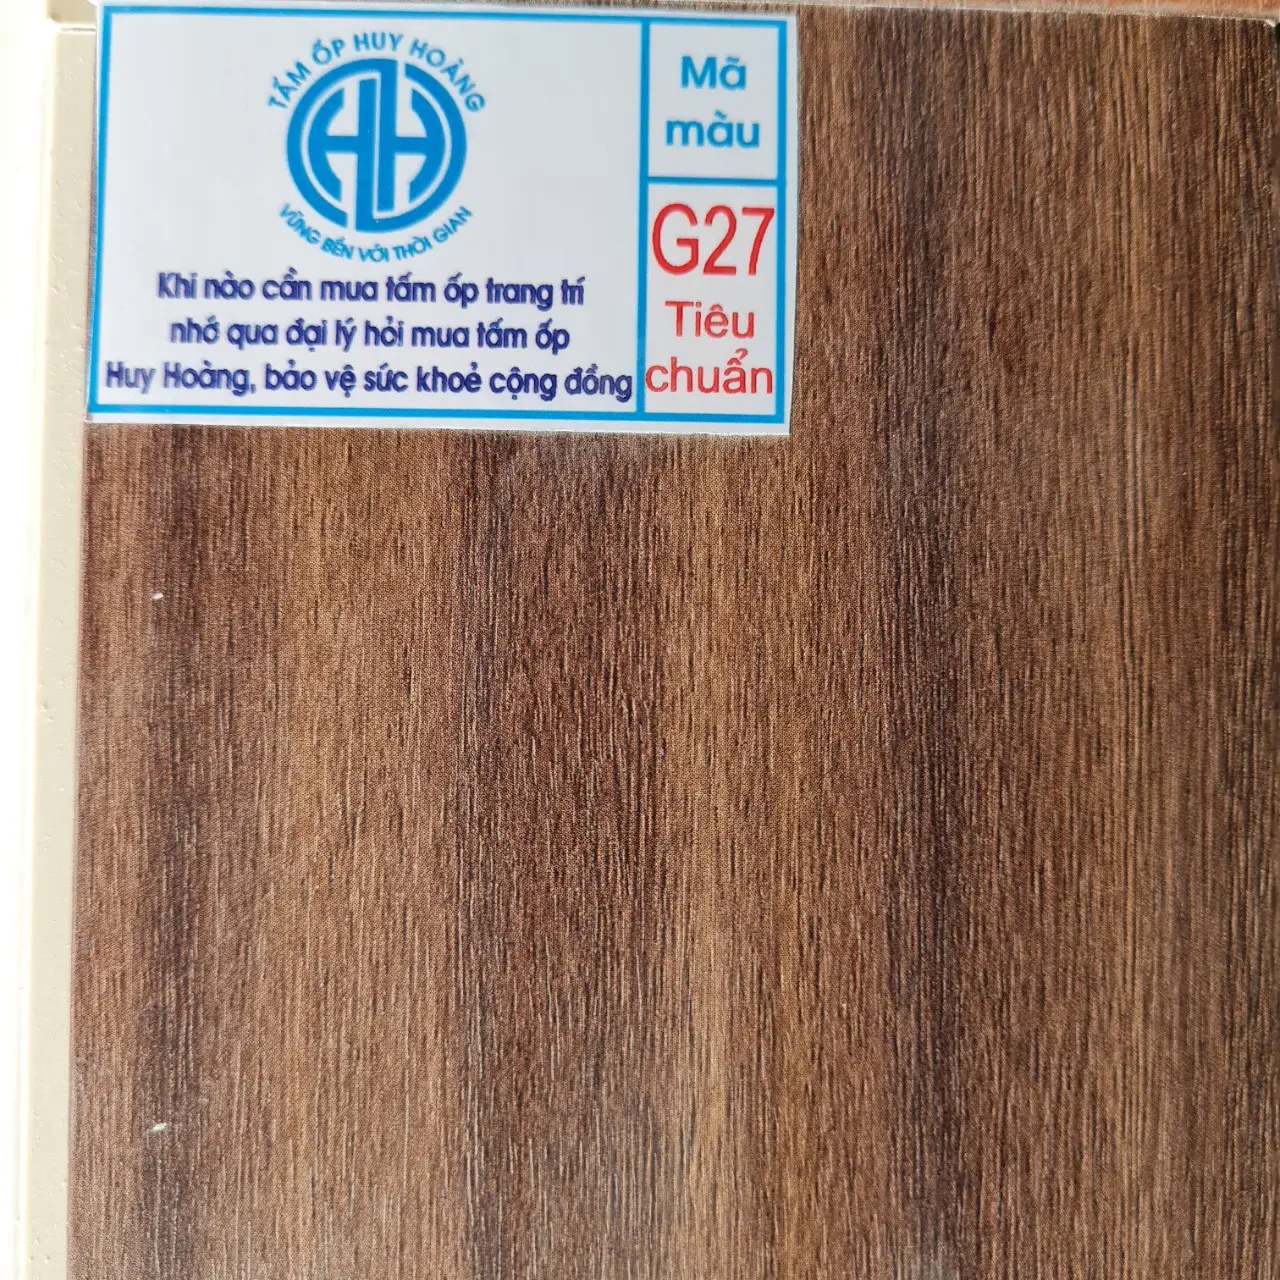 TẤM ỐP HUY HOÀNG
HH
VỮNG BỀN VỚI THỜI GIAN
Khi nào cần mua tấm ốp trang trí
nhớ qua đại lý hỏi mua tấm ốp
Huy Hoàng, bảo vệ sức khoẻ cộng đồng
Mã
màu
G27
Tiêu
chuẩn